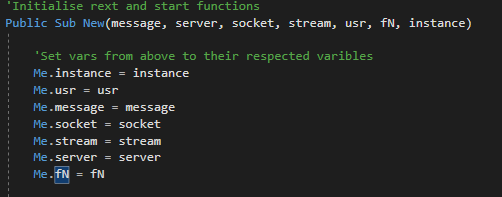 'Initialise rext and start functions
Public Sub New(message, server, socket, stream, usr, fN, instance)
'Set vars from above to their respected varibles
Me.instance = instance
Me.usr = usr
Me.message = message
Me.socket = socket
Me.stream = stream
Me.server = server
Me.fN = fN